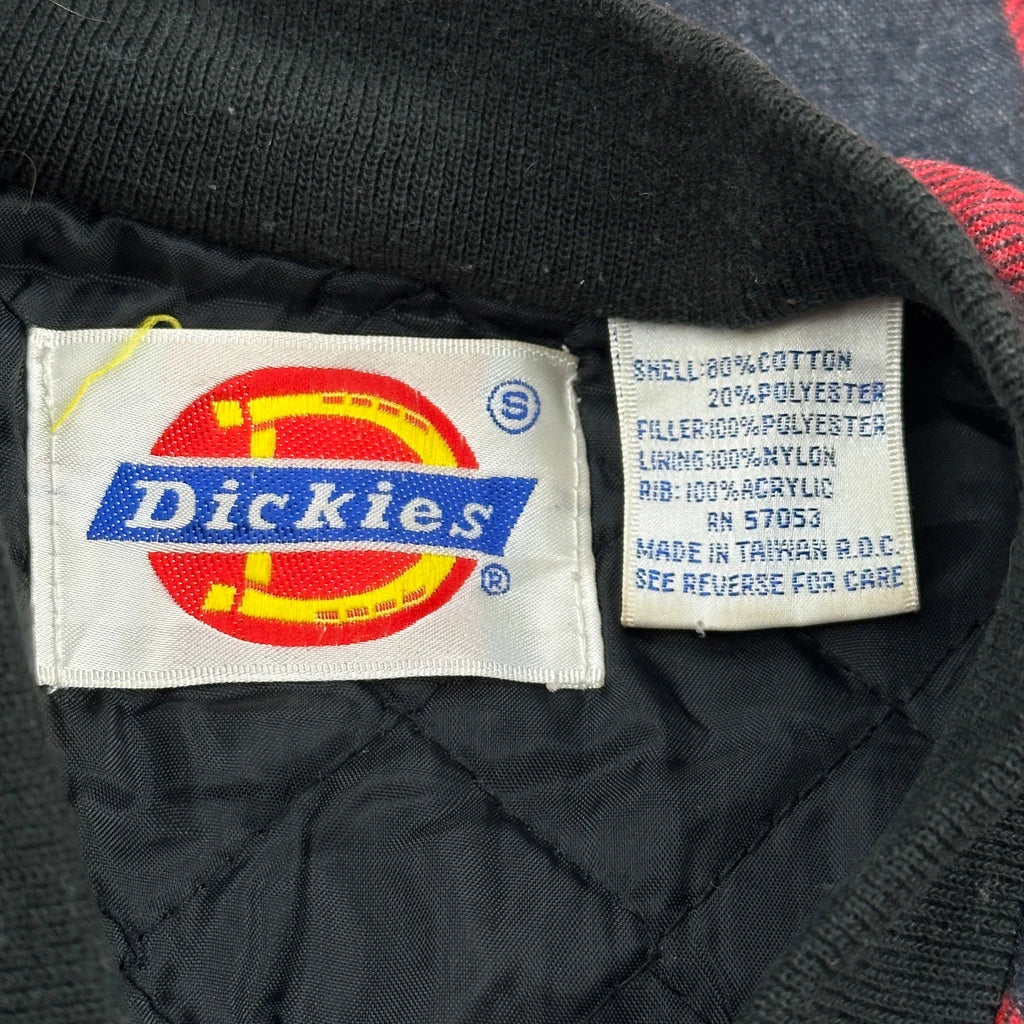 S
Dickies
®
SHELL:80%COTTON
20%POLYESTER
FILLER:100%POLYESTER
LINING:100%NYLON
RIB:100%ACRYLIC
RN 57053
MADE IN TAIWAN R.O.C.
SEE REVERSE FOR CARE